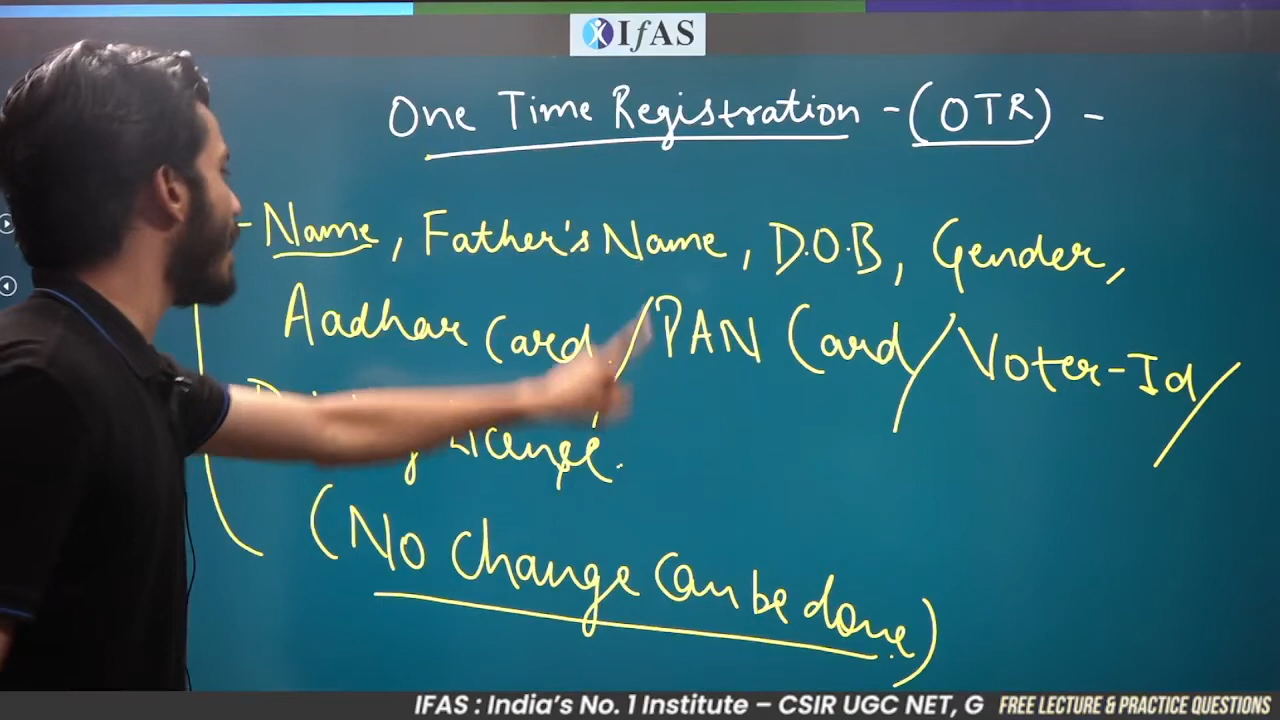 IfAS
One Time Registration - (OTR) -
- Name, Father's Name, D.O.B, Gender,
Aadhar Card / PAN Card / Voter-Id /
License.
(No Change Can be done)
IFAS : India's No. 1 Institute – CSIR UGC NET, G FREE LECTURE & PRACTICE QUESTIONS